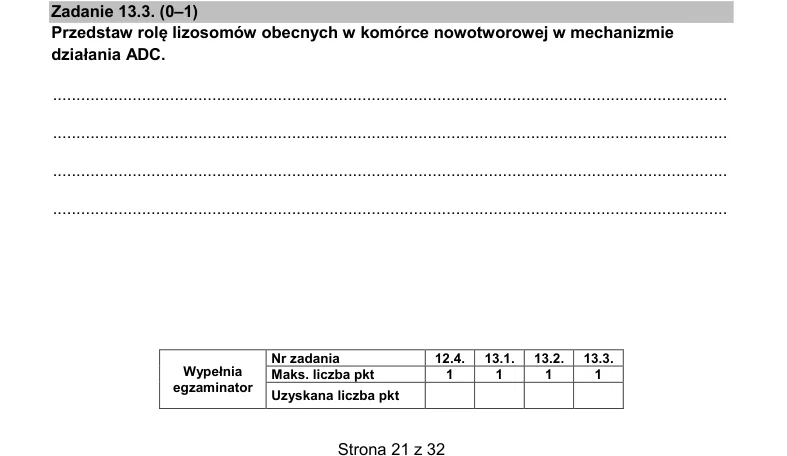 Zadanie 13.3. (0–1)
Przedstaw rolę lizosomów obecnych w komórce nowotworowej w mechanizmie
działania ADC.
Wypełnia
egzaminator
Nr zadania 12.4. 13.1. 13.2. 13.3.
Maks. liczba pkt 1 1 1 1
Uzyskana liczba pkt
Strona 21 z 32